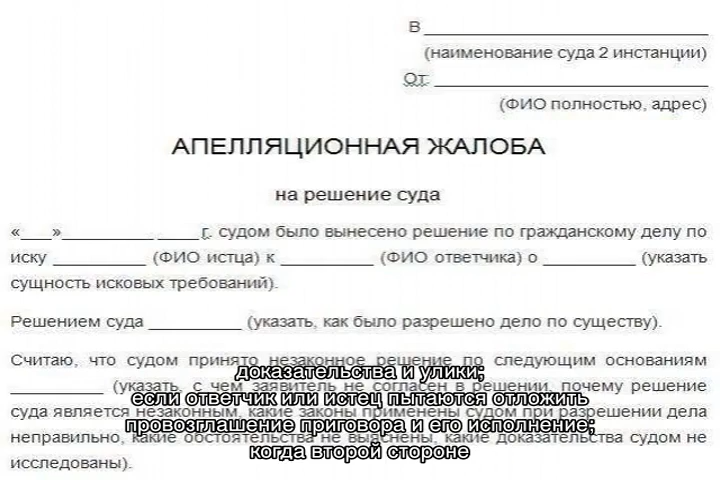 В ____________________
(наименование суда 2 инстанции)
От ____________________
(ФИО полностью, адрес)
АПЕЛЛЯЦИОННАЯ ЖАЛОБА
на решение суда
«___»_________ ____г. судом было вынесено решение по гражданскому делу по
иску _________ (ФИО истца) к _________ (ФИО ответчика) о _________ (указать
сущность исковых требований).
Решением суда _________ (указать, как было разрешено дело по существу).
Считаю, что судом принято незаконное решение по следующим основаниям
доказательства и улики;
_________ (указать, с чем заявитель не согласен в решении, почему решение
если ответчик или истец пытаются отложить
суда является незаконным, какие законы применены судом при разрешении дела
провозглашение приговора и его исполнение;
неправильно, какие обстоятельства не выяснены, какие доказательства судом не
когда второй стороне
исследованы).